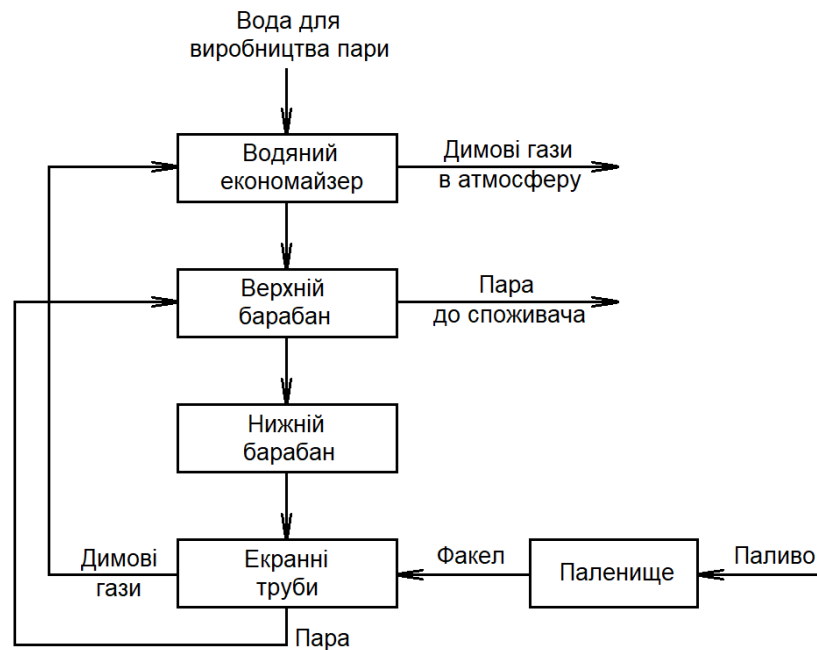 Вода для
виробництва пари
Водяний
економайзер
Димові гази
в атмосферу
Верхній
барабан
Пара
до споживача
Нижній
барабан
Димові
гази
Екранні
труби
Факел
Паленище
Паливо
Пара